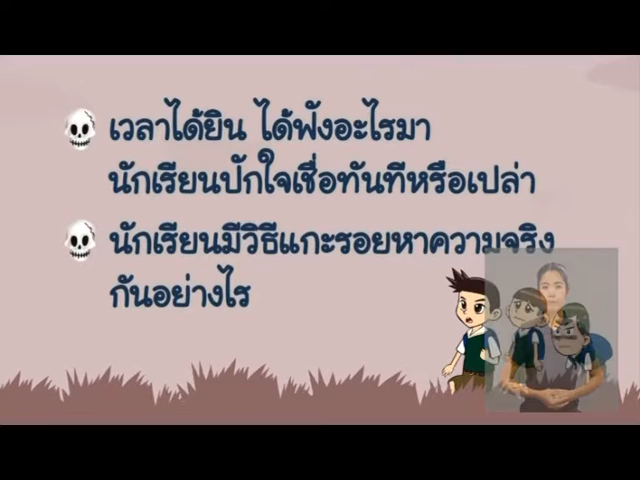 เวลาได้ยิน ได้ฟังอะไรมา
นักเรียนปักใจเชื่อทันทีหรือเปล่า
นักเรียนมีวิธีแกะรอยหาความจริง
กันอย่างไร